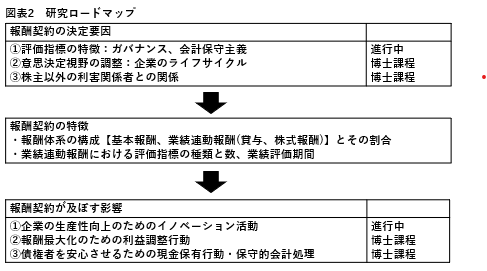 図表2　研究ロードマップ
報酬契約の決定要因
①評価指標の特徴：ガバナンス、会計保守主義　進行中
②意思決定視野の調整：企業のライフサイクル　博士課程
③株主以外の利害関係者との関係　博士課程
報酬契約の特徴
・報酬体系の構成【基本報酬、業績連動報酬(賞与、株式報酬)】とその割合
・業績連動報酬における評価指標の種類と数、業績評価期間
報酬契約が及ぼす影響
①企業の生産性向上のためのイノベーション活動　進行中
②報酬最大化のための利益調整行動　博士課程
③債権者を安心させるための現金保有行動・保守的会計処理　博士課程